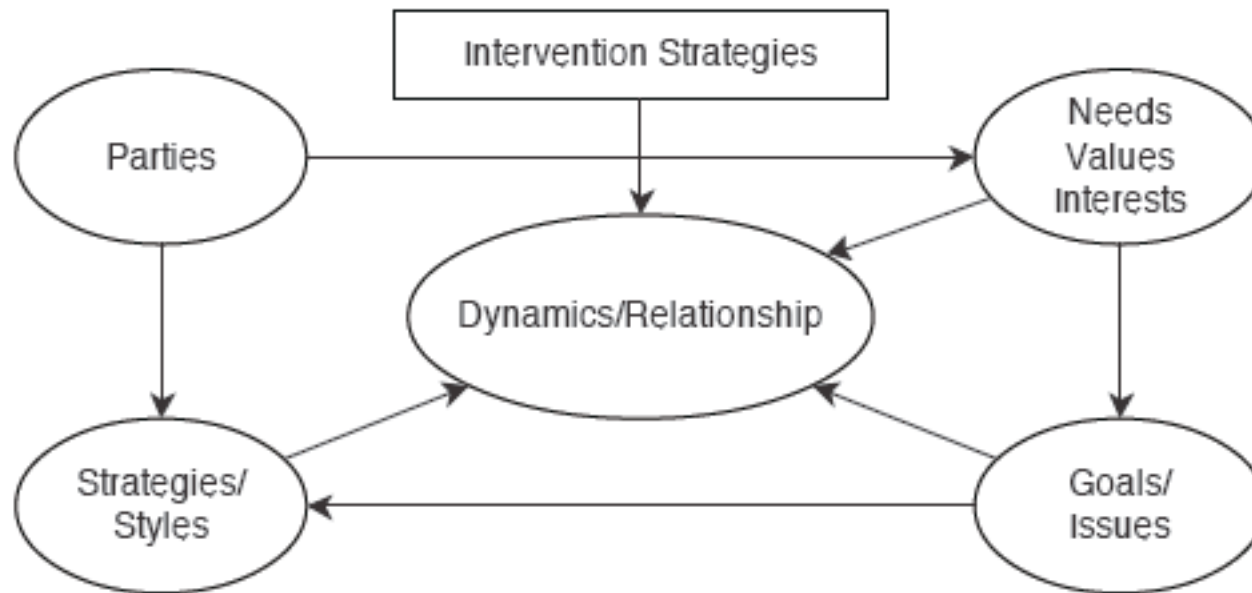 Intervention Strategies
Parties
Needs
Values
Interests
Dynamics/Relationship
Strategies/
Styles
Goals/
Issues